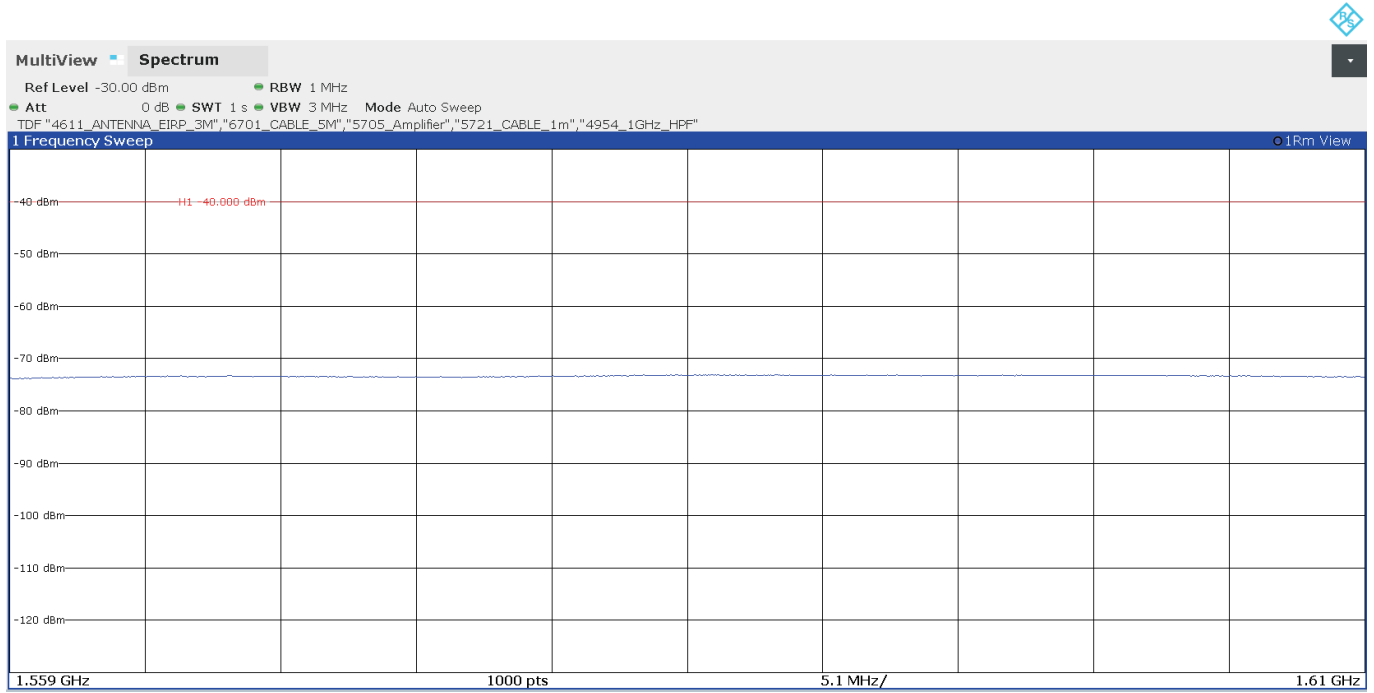 R&S
MultiView Spectrum
Ref Level -30.00 dBm RBW 1 MHz
Att 0 dB SWT 1 s VBW 3 MHz Mode Auto Sweep
TDF "4611_ANTENNA_EIRP_3M","6701_CABLE_5M","5705_Amplifier","5721_CABLE_1m","4954_1GHz_HPF"
1 Frequency Sweep 1Rm View
-40 dBm H1 -40.000 dBm
-50 dBm
-60 dBm
-70 dBm
-80 dBm
-90 dBm
-100 dBm
-110 dBm
-120 dBm
1.559 GHz 1000 pts 5.1 MHz/ 1.61 GHz